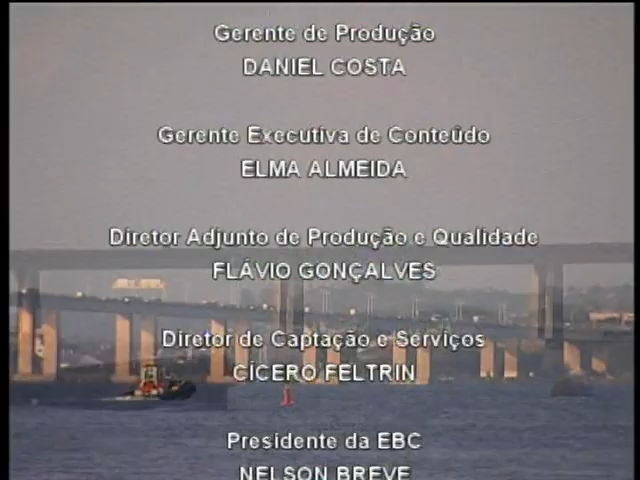 Gerente de Produção
DANIEL COSTA
Gerente Executiva de Conteúdo
ELMA ALMEIDA
Diretor Adjunto de Produção e Qualidade
FLÁVIO GONÇALVES
Diretor de Captação e Serviços
CÍCERO FELTRIN
Presidente da EBC
NELSON BREVE